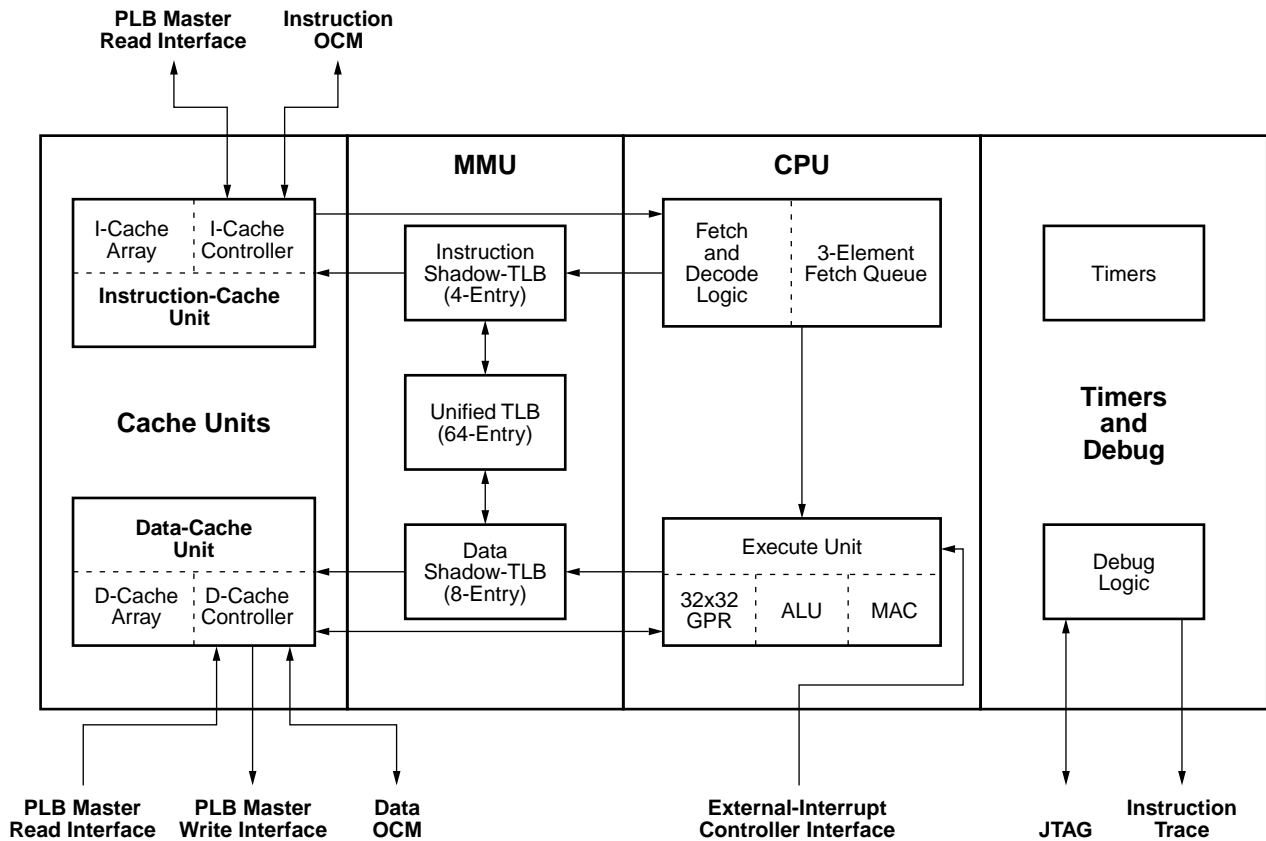 PLB Master
Read Interface
Instruction
OCM
MMU
CPU
I-Cache
Array
I-Cache
Controller
Instruction-Cache
Unit
Instruction
Shadow-TLB
(4-Entry)
Fetch
and
Decode
Logic
3-Element
Fetch Queue
Timers
Cache Units
Unified TLB
(64-Entry)
Timers
and
Debug
Data-Cache
Unit
D-Cache
Array
D-Cache
Controller
Data
Shadow-TLB
(8-Entry)
Execute Unit
32x32
GPR
ALU
MAC
Debug
Logic
PLB Master
Read Interface
PLB Master
Write Interface
Data
OCM
External-Interrupt
Controller Interface
JTAG
Instruction
Trace